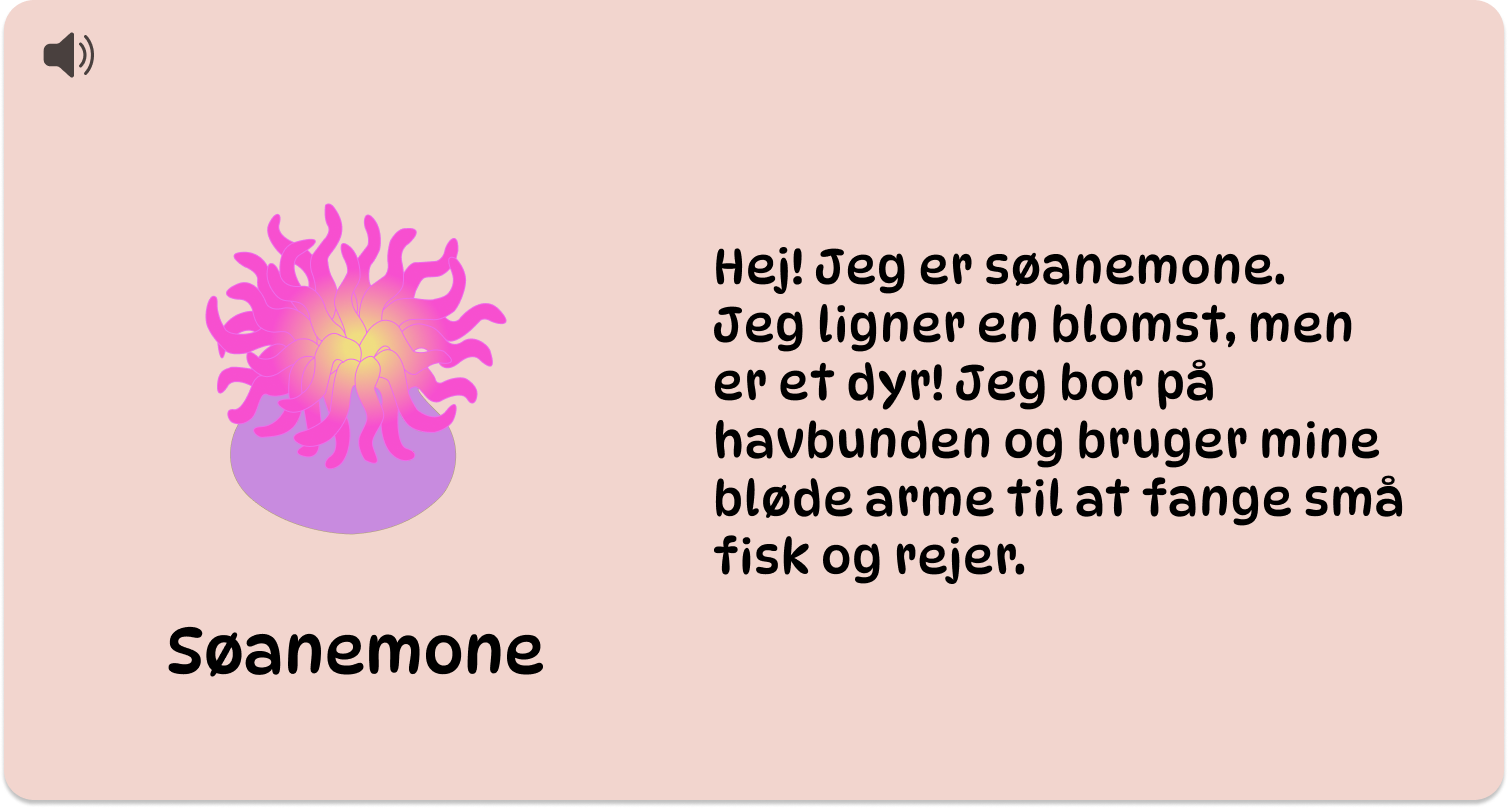 Hej! Jeg er søanemone.
Jeg ligner en blomst, men
er et dyr! Jeg bor på
havbunden og bruger mine
bløde arme til at fange små
fisk og rejer.
Søanemone